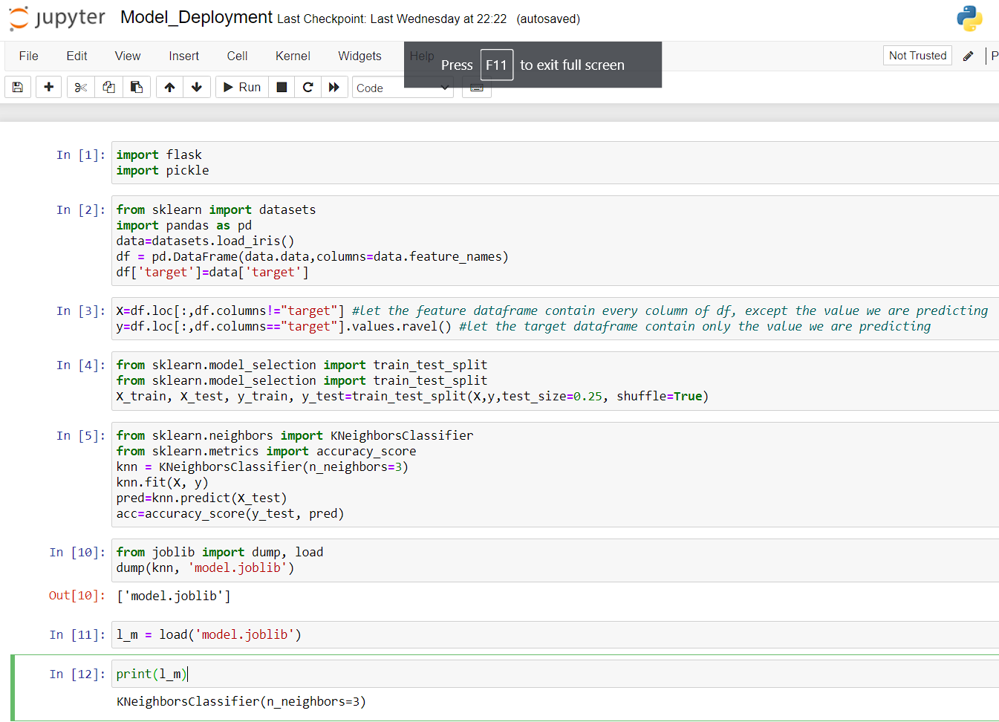 jupyter Model_Deployment Last Checkpoint: Last Wednesday at 22:22 (autosaved)
File Edit View Insert Cell Kernel Widgets Help Not Trusted P
Press F11 to exit full screen
Run Code
In [1]: import flask
import pickle
In [2]: from sklearn import datasets
import pandas as pd
data=datasets.load_iris()
df = pd.DataFrame(data.data,columns=data.feature_names)
df['target']=data['target']
In [3]: X=df.loc[:,df.columns!="target"] #let the feature dataframe contain every column of df, except the value we are predicting
y=df.loc[:,df.columns=="target"].values.ravel() #let the target dataframe contain only the value we are predicting
In [4]: from sklearn.model_selection import train_test_split
from sklearn.model_selection import train_test_split
X_train, X_test, y_train, y_test=train_test_split(X,y,test_size=0.25, shuffle=True)
In [5]: from sklearn.neighbors import KNeighborsClassifier
from sklearn.metrics import accuracy_score
knn = KNeighborsClassifier(n_neighbors=3)
knn.fit(X, y)
pred=knn.predict(X_test)
acc=accuracy_score(y_test, pred)
In [10]: from joblib import dump, load
dump(knn, 'model.joblib')
Out[10]: ['model.joblib']
In [11]: l_m = load('model.joblib')
In [12]: print(l_m)
KNeighborsClassifier(n_neighbors=3)